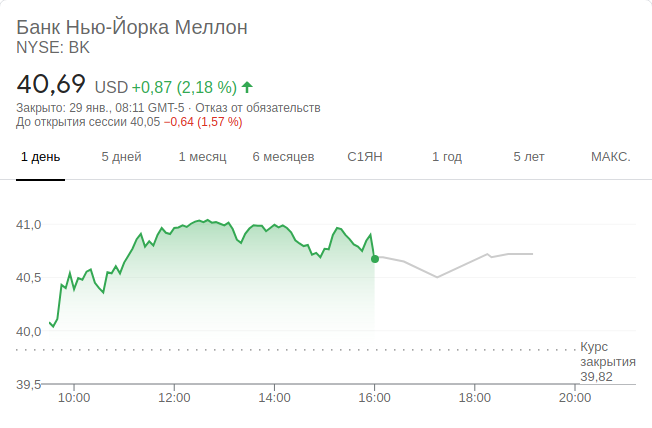 Банк Нью-Йорка Меллон
NYSE: BK
40,69 USD +0,87 (2,18 %)
Закрыто: 29 янв., 08:11 GMT-5 · Отказ от обязательств
До открытия сессии 40,05 −0,64 (1,57 %)
1 день 5 дней 1 месяц 6 месяцев С1ЯН 1 год 5 лет МАКС.
41,0
40,5
40,0
Курс
закрытия
39,82
39,5
10:00 12:00 14:00 16:00 18:00 20:00